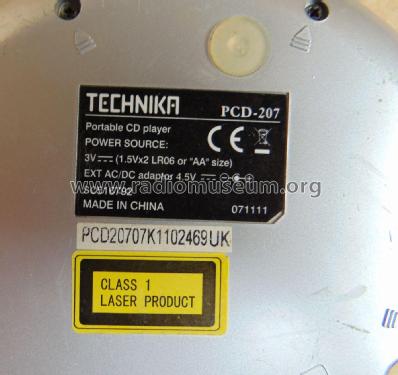 TECHNIKA PCD-207
Portable CD player
POWER SOURCE:
3V (1.5Vx2 LR06 or "AA" size)
EXT AC/DC adaptor 4.5V
www.radiomuseum.org
MADE IN CHINA
071111
PCD20707K1102469UK
CLASS 1
LASER PRODUCT